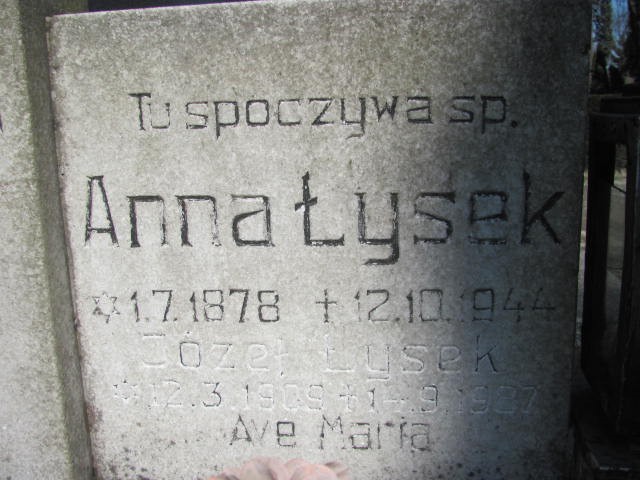 Tu spoczywa sp.
Anna Łysek
✡1.7.1878 ✝12.10.1944
Józef Łysek
✡12.3.1909 ✝14.9.1987
Ave Maria